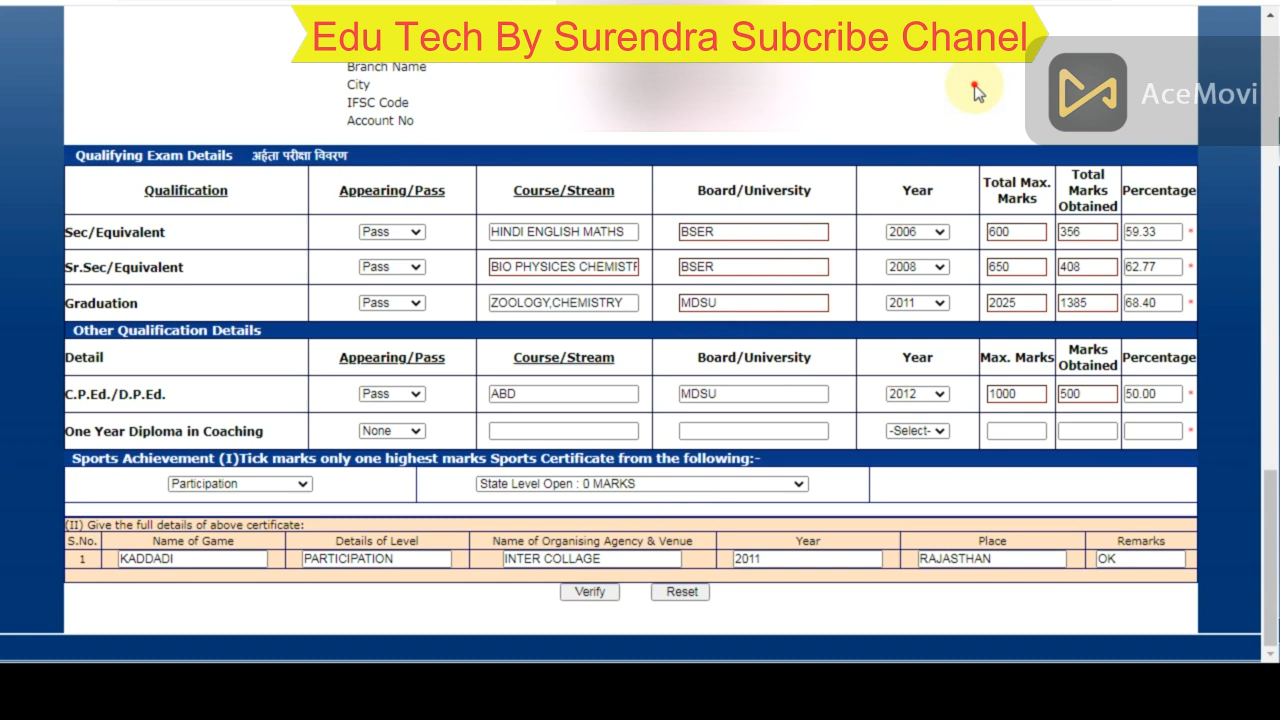 Edu Tech By Surendra Subcribe Chanel
AceMovi
Branch Name
City
IFSC Code
Account No
Qualifying Exam Details अर्हता परीक्षा विवरण
Qualification Appearing/Pass Course/Stream Board/University Year Total Max. Marks Total Marks Obtained Percentage
Sec/Equivalent Pass HINDI ENGLISH MATHS BSER 2006 600 356 59.33 *
Sr.Sec/Equivalent Pass BIO PHYSICES CHEMISTR BSER 2008 650 408 62.77 *
Graduation Pass ZOOLOGY,CHEMISTRY MDSU 2011 2025 1385 68.40 *
Other Qualification Details
Detail Appearing/Pass Course/Stream Board/University Year Max. Marks Marks Obtained Percentage
C.P.Ed./D.P.Ed. Pass ABD MDSU 2012 1000 500 50.00 *
One Year Diploma in Coaching None -Select- *
Sports Achievement (I)Tick marks only one highest marks Sports Certificate from the following:-
Participation State Level Open : 0 MARKS
(II) Give the full details of above certificate:
S.No. Name of Game Details of Level Name of Organising Agency & Venue Year Place Remarks
1 KADDADI PARTICIPATION INTER COLLAGE 2011 RAJASTHAN OK
Verify Reset